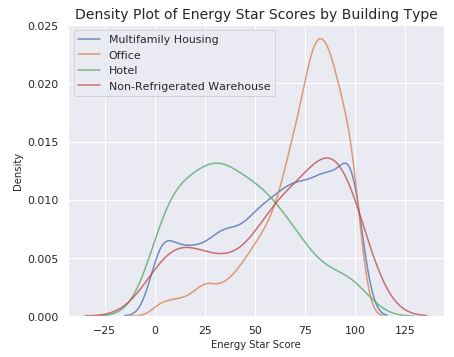 Density Plot of Energy Star Scores by Building Type
0.025
Multifamily Housing
Office
Hotel
Non-Refrigerated Warehouse
0.020
0.015
Density
0.010
0.005
0.000
−25 0 25 50 75 100 125
Energy Star Score